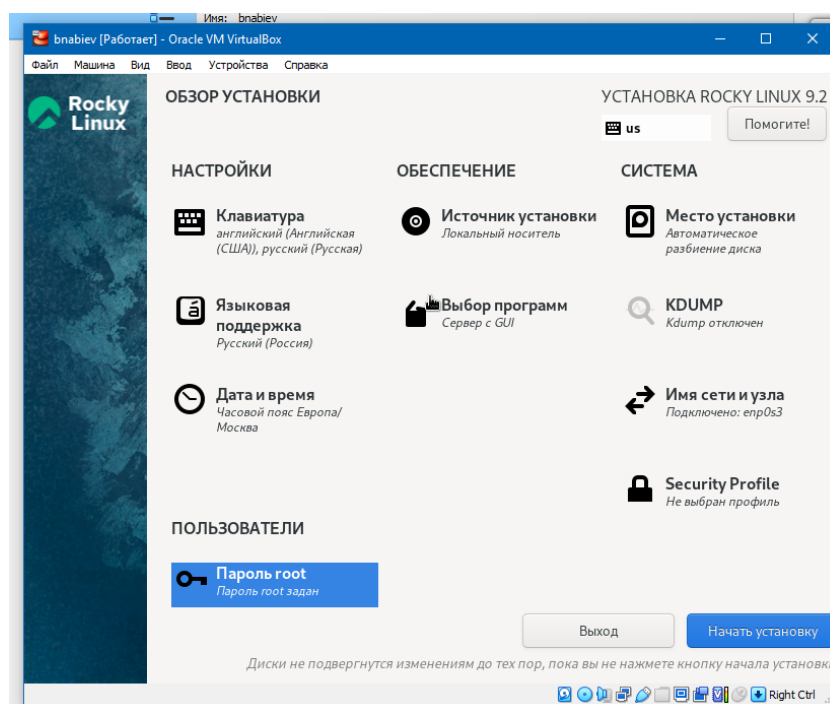 Имя: bnabiev
bnabiev [Работает] - Oracle VM VirtualBox
Файл Машина Вид Ввод Устройства Справка
Rocky
Linux
ОБЗОР УСТАНОВКИ
УСТАНОВКА ROCKY LINUX 9.2
us
Помогите!
НАСТРОЙКИ
Клавиатура
английский (Английская
(США)), русский (Русская)
Языковая
поддержка
Русский (Россия)
Дата и время
Часовой пояс Европа/
Москва
ОБЕСПЕЧЕНИЕ
Источник установки
Локальный носитель
Выбор программ
Сервер с GUI
СИСТЕМА
Место установки
Автоматическое
разбиение диска
KDUMP
Kdump отключен
Имя сети и узла
Подключено: enp0s3
Security Profile
Не выбран профиль
ПОЛЬЗОВАТЕЛИ
Пароль root
Пароль root задан
Выход
Начать установку
Диски не подвергнутся изменениям до тех пор, пока вы не нажмете кнопку начала установки
Right Ctrl